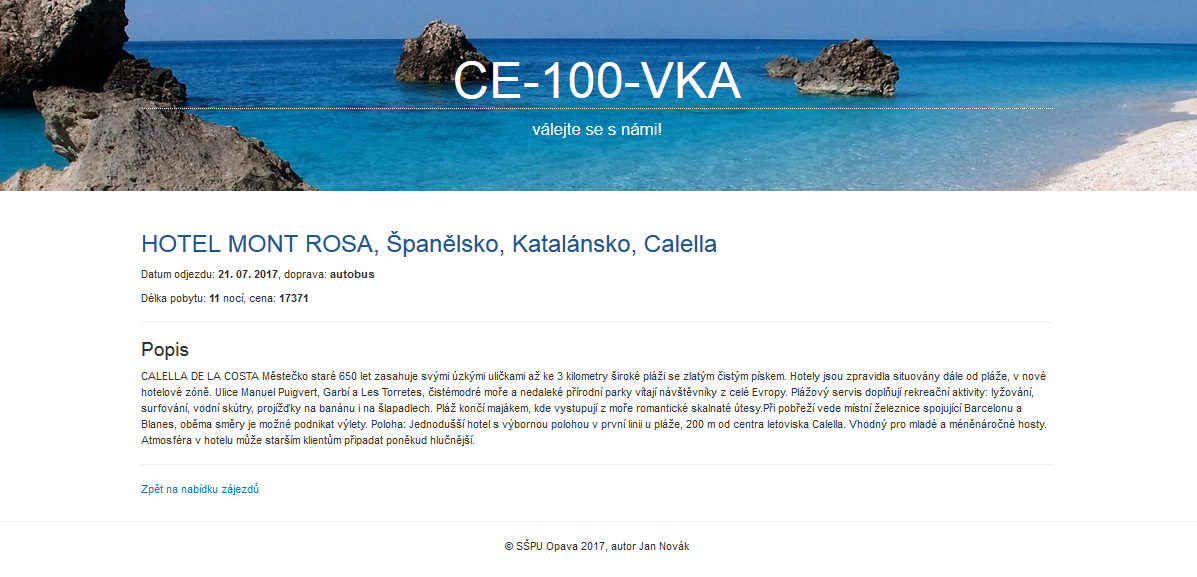 CE-100-VKA
válejte se s námi!
HOTEL MONT ROSA, Španělsko, Katalánsko, Calella
Datum odjezdu: 21. 07. 2017, doprava: autobus
Délka pobytu: 11 nocí, cena: 17371
Popis
CALELLA DE LA COSTA Městečko staré 650 let zasahuje svými úzkými uličkami až ke 3 kilometry široké pláži se zlatým čistým pískem. Hotely jsou zpravidla situovány dále od pláže, v nové
hotelové zóně. Ulice Manuel Puigvert, Garbí a Les Torretes, čistémodré moře a nedaleké přírodní parky vítají návštěvníky z celé Evropy. Plážový servis doplňují rekreační aktivity: lyžování,
surfování, vodní skútry, projížďky na banánu i na šlapadlech. Pláž končí majákem, kde vystupují z moře romantické skalnaté útesy.Při pobřeží vede místní železnice spojující Barcelonu a
Blanes, oběma směry je možné podnikat výlety. Poloha: Jednodušší hotel s výbornou polohou v první linii u pláže, 200 m od centra letoviska Calella. Vhodný pro mladé a méněnáročné hosty.
Atmosféra v hotelu může starším klientům připadat poněkud hlučnější.
Zpět na nabídku zájezdů
© SŠPU Opava 2017, autor Jan Novák